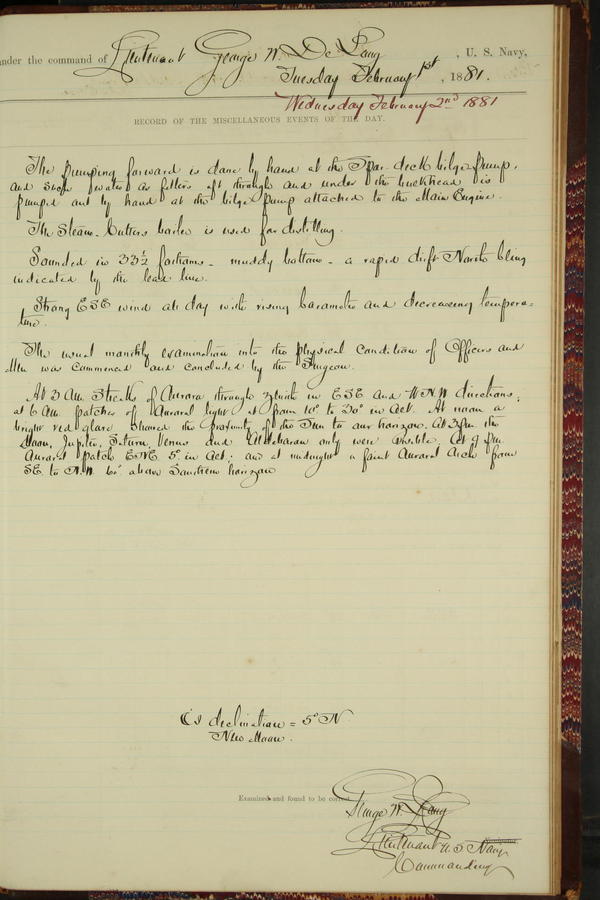 under the command of Lieutenant George W. De Long, U. S. Navy,
Tuesday February 1st, 1881.
Wednesday February 2nd 1881
RECORD OF THE MISCELLANEOUS EVENTS OF THE DAY.
The pumping forward is done by hand at the Spar deck bilge pump,
and such water as filters aft through and under the bulkhead is
pumped out by hand at the bilge pump attached to the Main Engine.
The Steam-Cutters boiler is used for distilling.
Sounded in 33½ fathoms - muddy bottom - a rapid drift North being
indicated by the lead line.
Strong ESE wind all day with rising barometer and decreasing tempera=
ture.
The usual monthly examination into the physical condition of Officers and
Men was commenced and concluded by the Surgeon.
At 3 AM Streaks of Aurora through Zenith in ESE and WNW directions;
at 6 AM patches of Auroral light from 10° to 30° in Alt. At noon a
bright red glare showed the proximity of the Sun to our horizon. At 3 PM the
Moon, Jupiter, Saturn, Venus and Aldebaran only were visible. At 9 PM
Auroral patch ENE 5° in Alt; and at midnight a faint Auroral Arch from
SE to N.W. 6° above Southern horizon
☾s declination = 5° N
New Moon.
Examined and found to be correct.
George W. De Long
Lieutenant U.S. Navy
Commanding